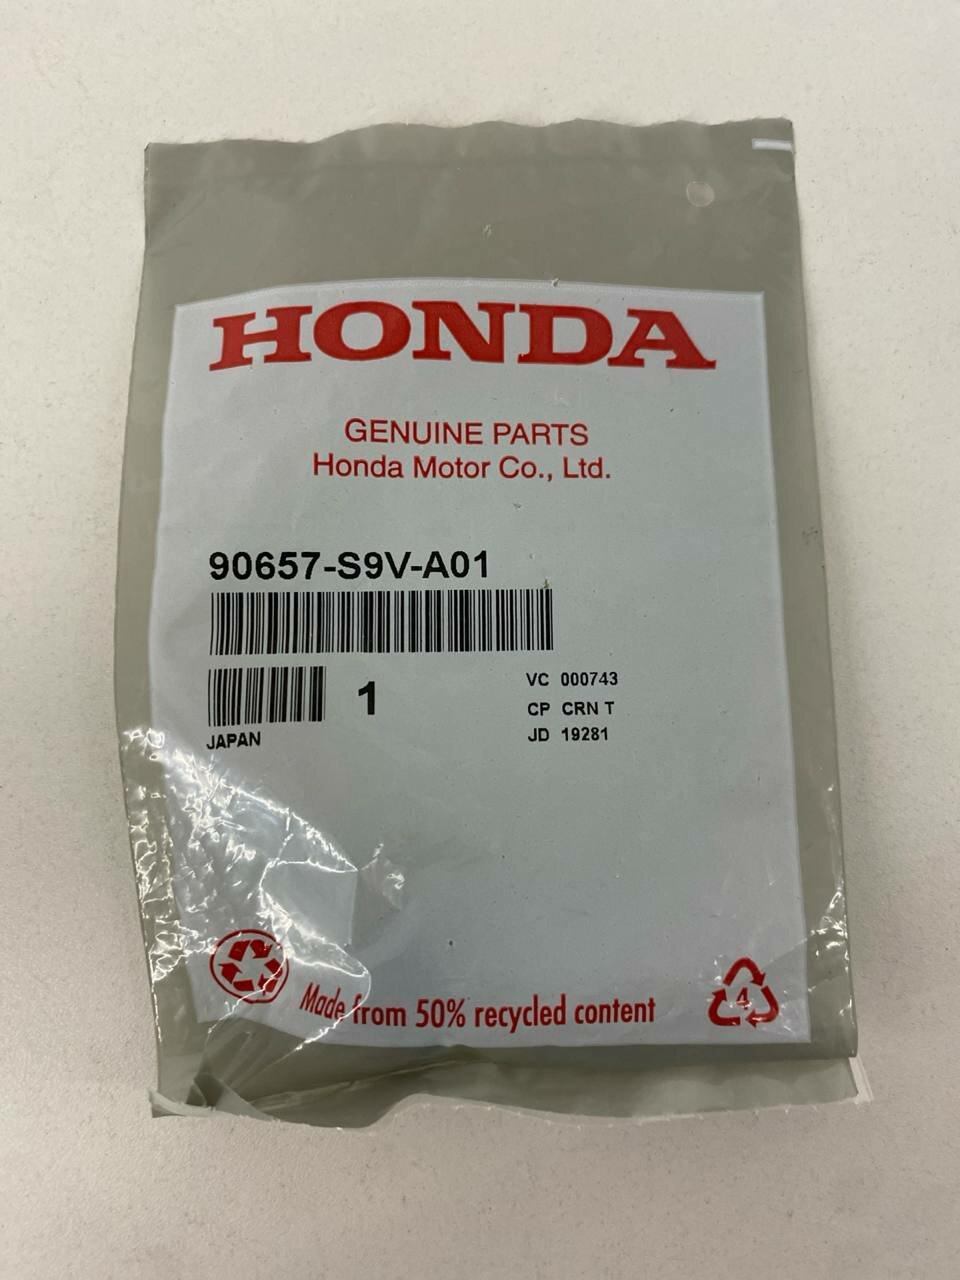 HONDA
GENUINE PARTS
Honda Motor Co., Ltd.
90657-S9V-A01
1
VC 000743
CP CRN T
JD 19281
JAPAN
Made from 50% recycled content
4